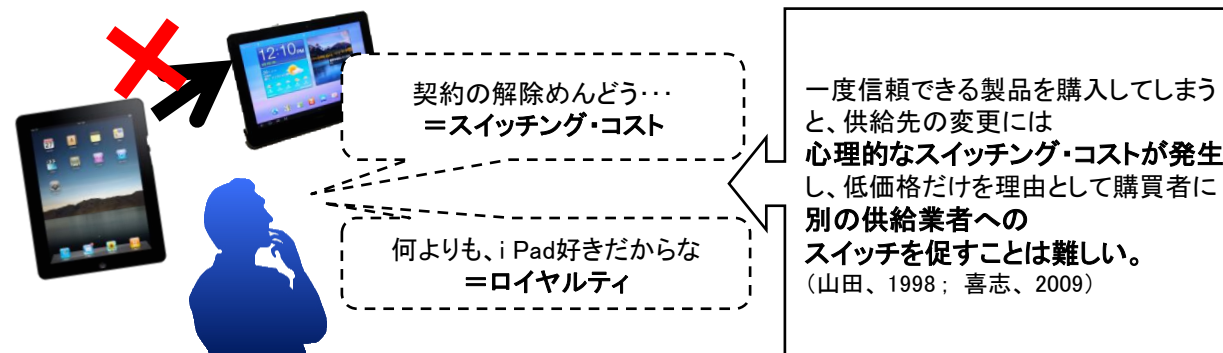 12:10 PM
契約の解除めんどう･･･
＝スイッチング・コスト
何よりも、i Pad好きだからな
＝ロイヤルティ
一度信頼できる製品を購入してしまう
と、供給先の変更には
心理的なスイッチング・コストが発生
し、低価格だけを理由として購買者に
別の供給業者への
スイッチを促すことは難しい。
（山田、1998； 喜志、2009）